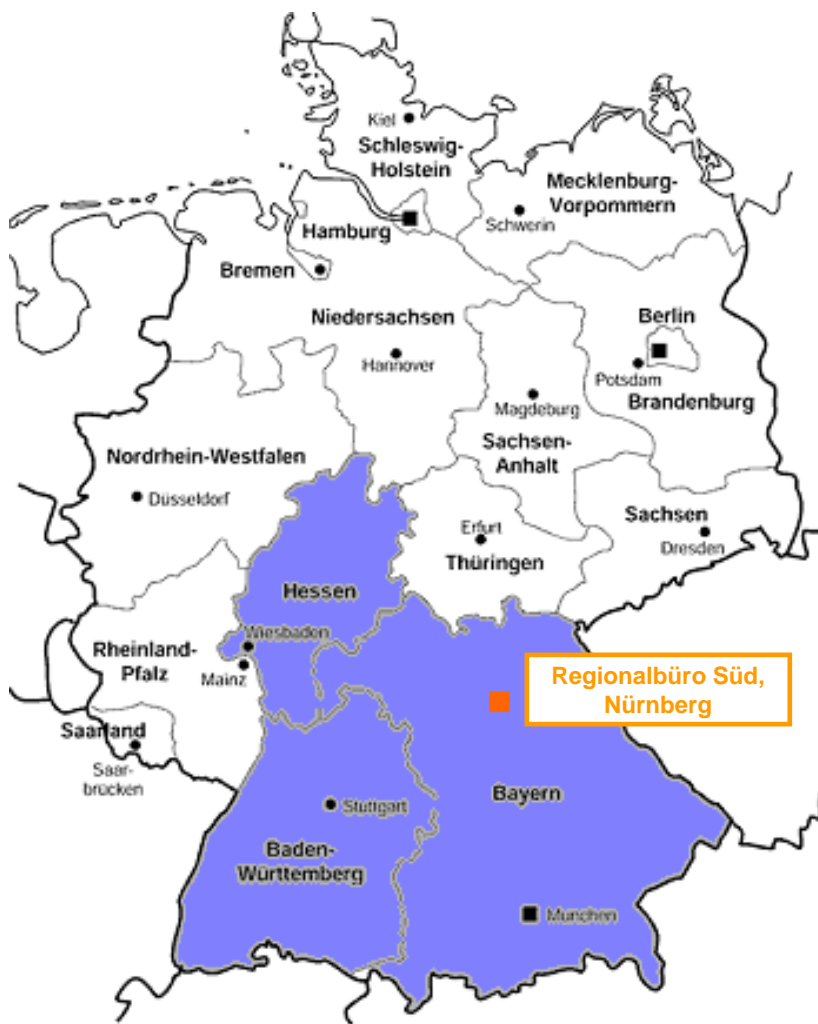 Kiel
Schleswig-
Holstein
Mecklenburg-
Vorpommern
Schwerin
Hamburg
Bremen
Niedersachsen
Hannover
Berlin
Potsdam
Brandenburg
Magdeburg
Sachsen-
Anhalt
Nordrhein-Westfalen
Düsseldorf
Sachsen
Dresden
Erfurt
Thüringen
Hessen
Wiesbaden
Rheinland-
Pfalz
Mainz
Regionalbüro Süd,
Nürnberg
Saarland
Saar-
brücken
Bayern
Stuttgart
Baden-
Württemberg
München